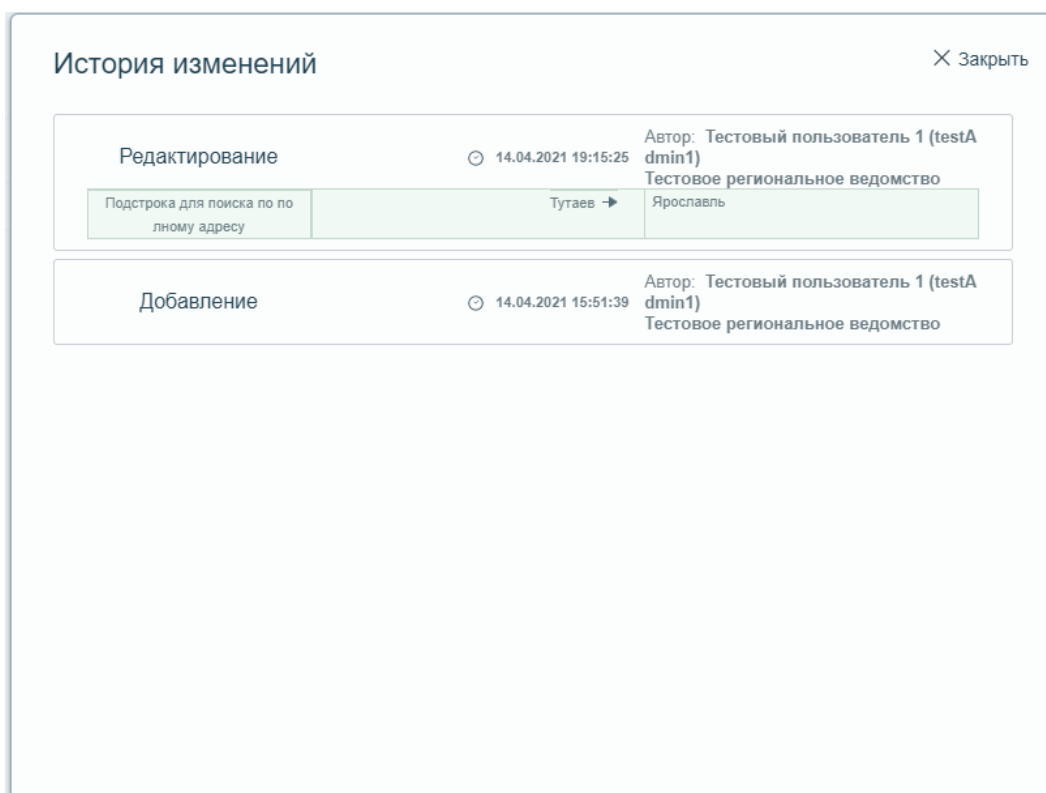 История изменений
Закрыть
Редактирование
14.04.2021 19:15:25
Автор: Тестовый пользователь 1 (testA
dmin1)
Тестовое региональное ведомство
Подстрока для поиска по по
лному адресу
Тутаев
Ярославль
Добавление
14.04.2021 15:51:39
Автор: Тестовый пользователь 1 (testA
dmin1)
Тестовое региональное ведомство